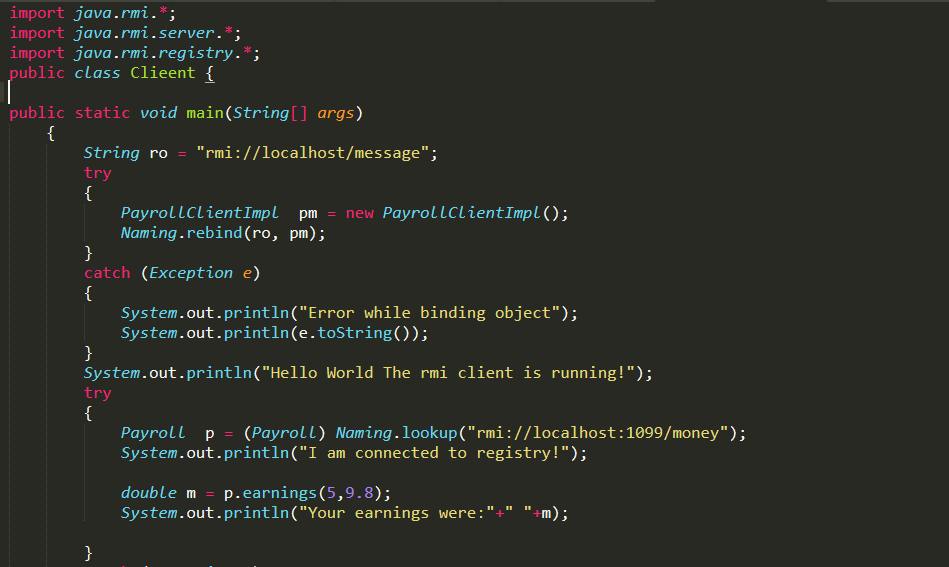 import java.rmi.*;
import java.rmi.server.*;
import java.rmi.registry.*;
public class Clieent {
public static void main(String[] args)
{
String ro = "rmi://localhost/message";
try
{
PayrollClientImpl  pm = new PayrollClientImpl();
Naming.rebind(ro, pm);
}
catch (Exception e)
{
System.out.println("Error while binding object");
System.out.println(e.toString());
}
System.out.println("Hello World The rmi client is running!");
try
{
Payroll  p = (Payroll) Naming.lookup("rmi://localhost:1099/money");
System.out.println("I am connected to registry!");
double m = p.earnings(5,9.8);
System.out.println("Your earnings were:"+" "+m);
}